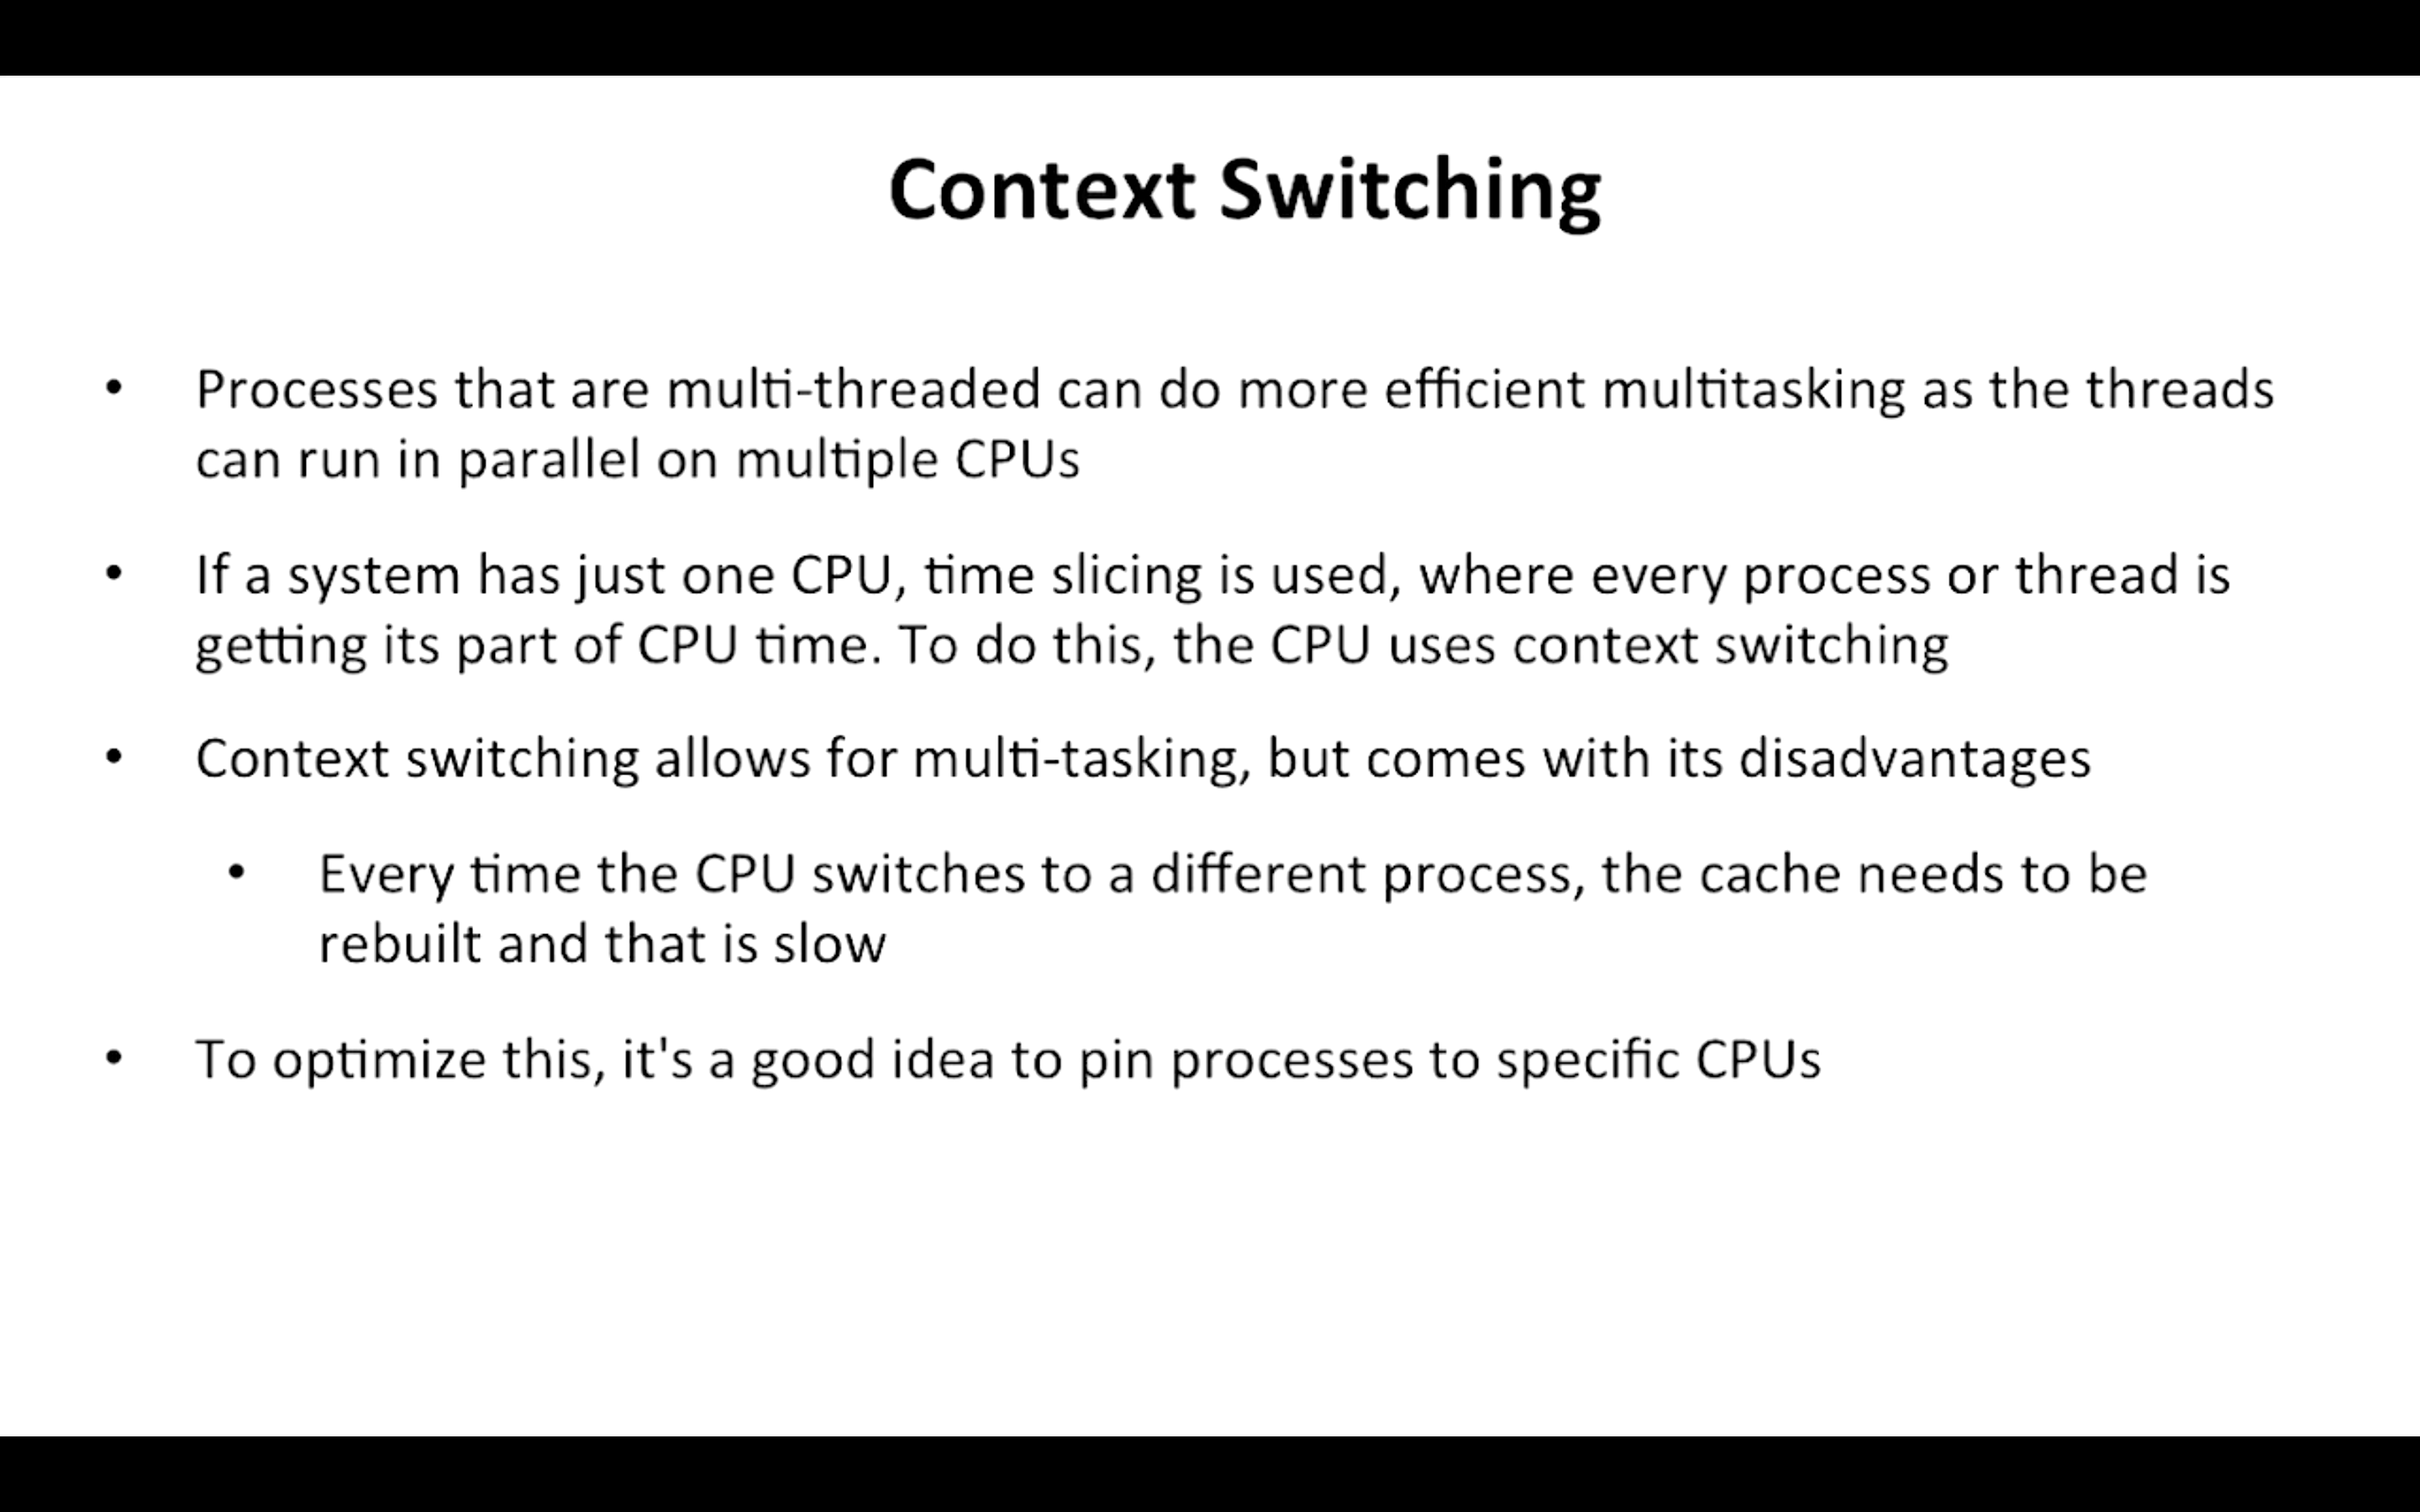 Context Switching
• Processes that are multi-threaded can do more efficient multitasking as the threads
can run in parallel on multiple CPUs
• If a system has just one CPU, time slicing is used, where every process or thread is
getting its part of CPU time. To do this, the CPU uses context switching
• Context switching allows for multi-tasking, but comes with its disadvantages
• Every time the CPU switches to a different process, the cache needs to be
rebuilt and that is slow
• To optimize this, it's a good idea to pin processes to specific CPUs